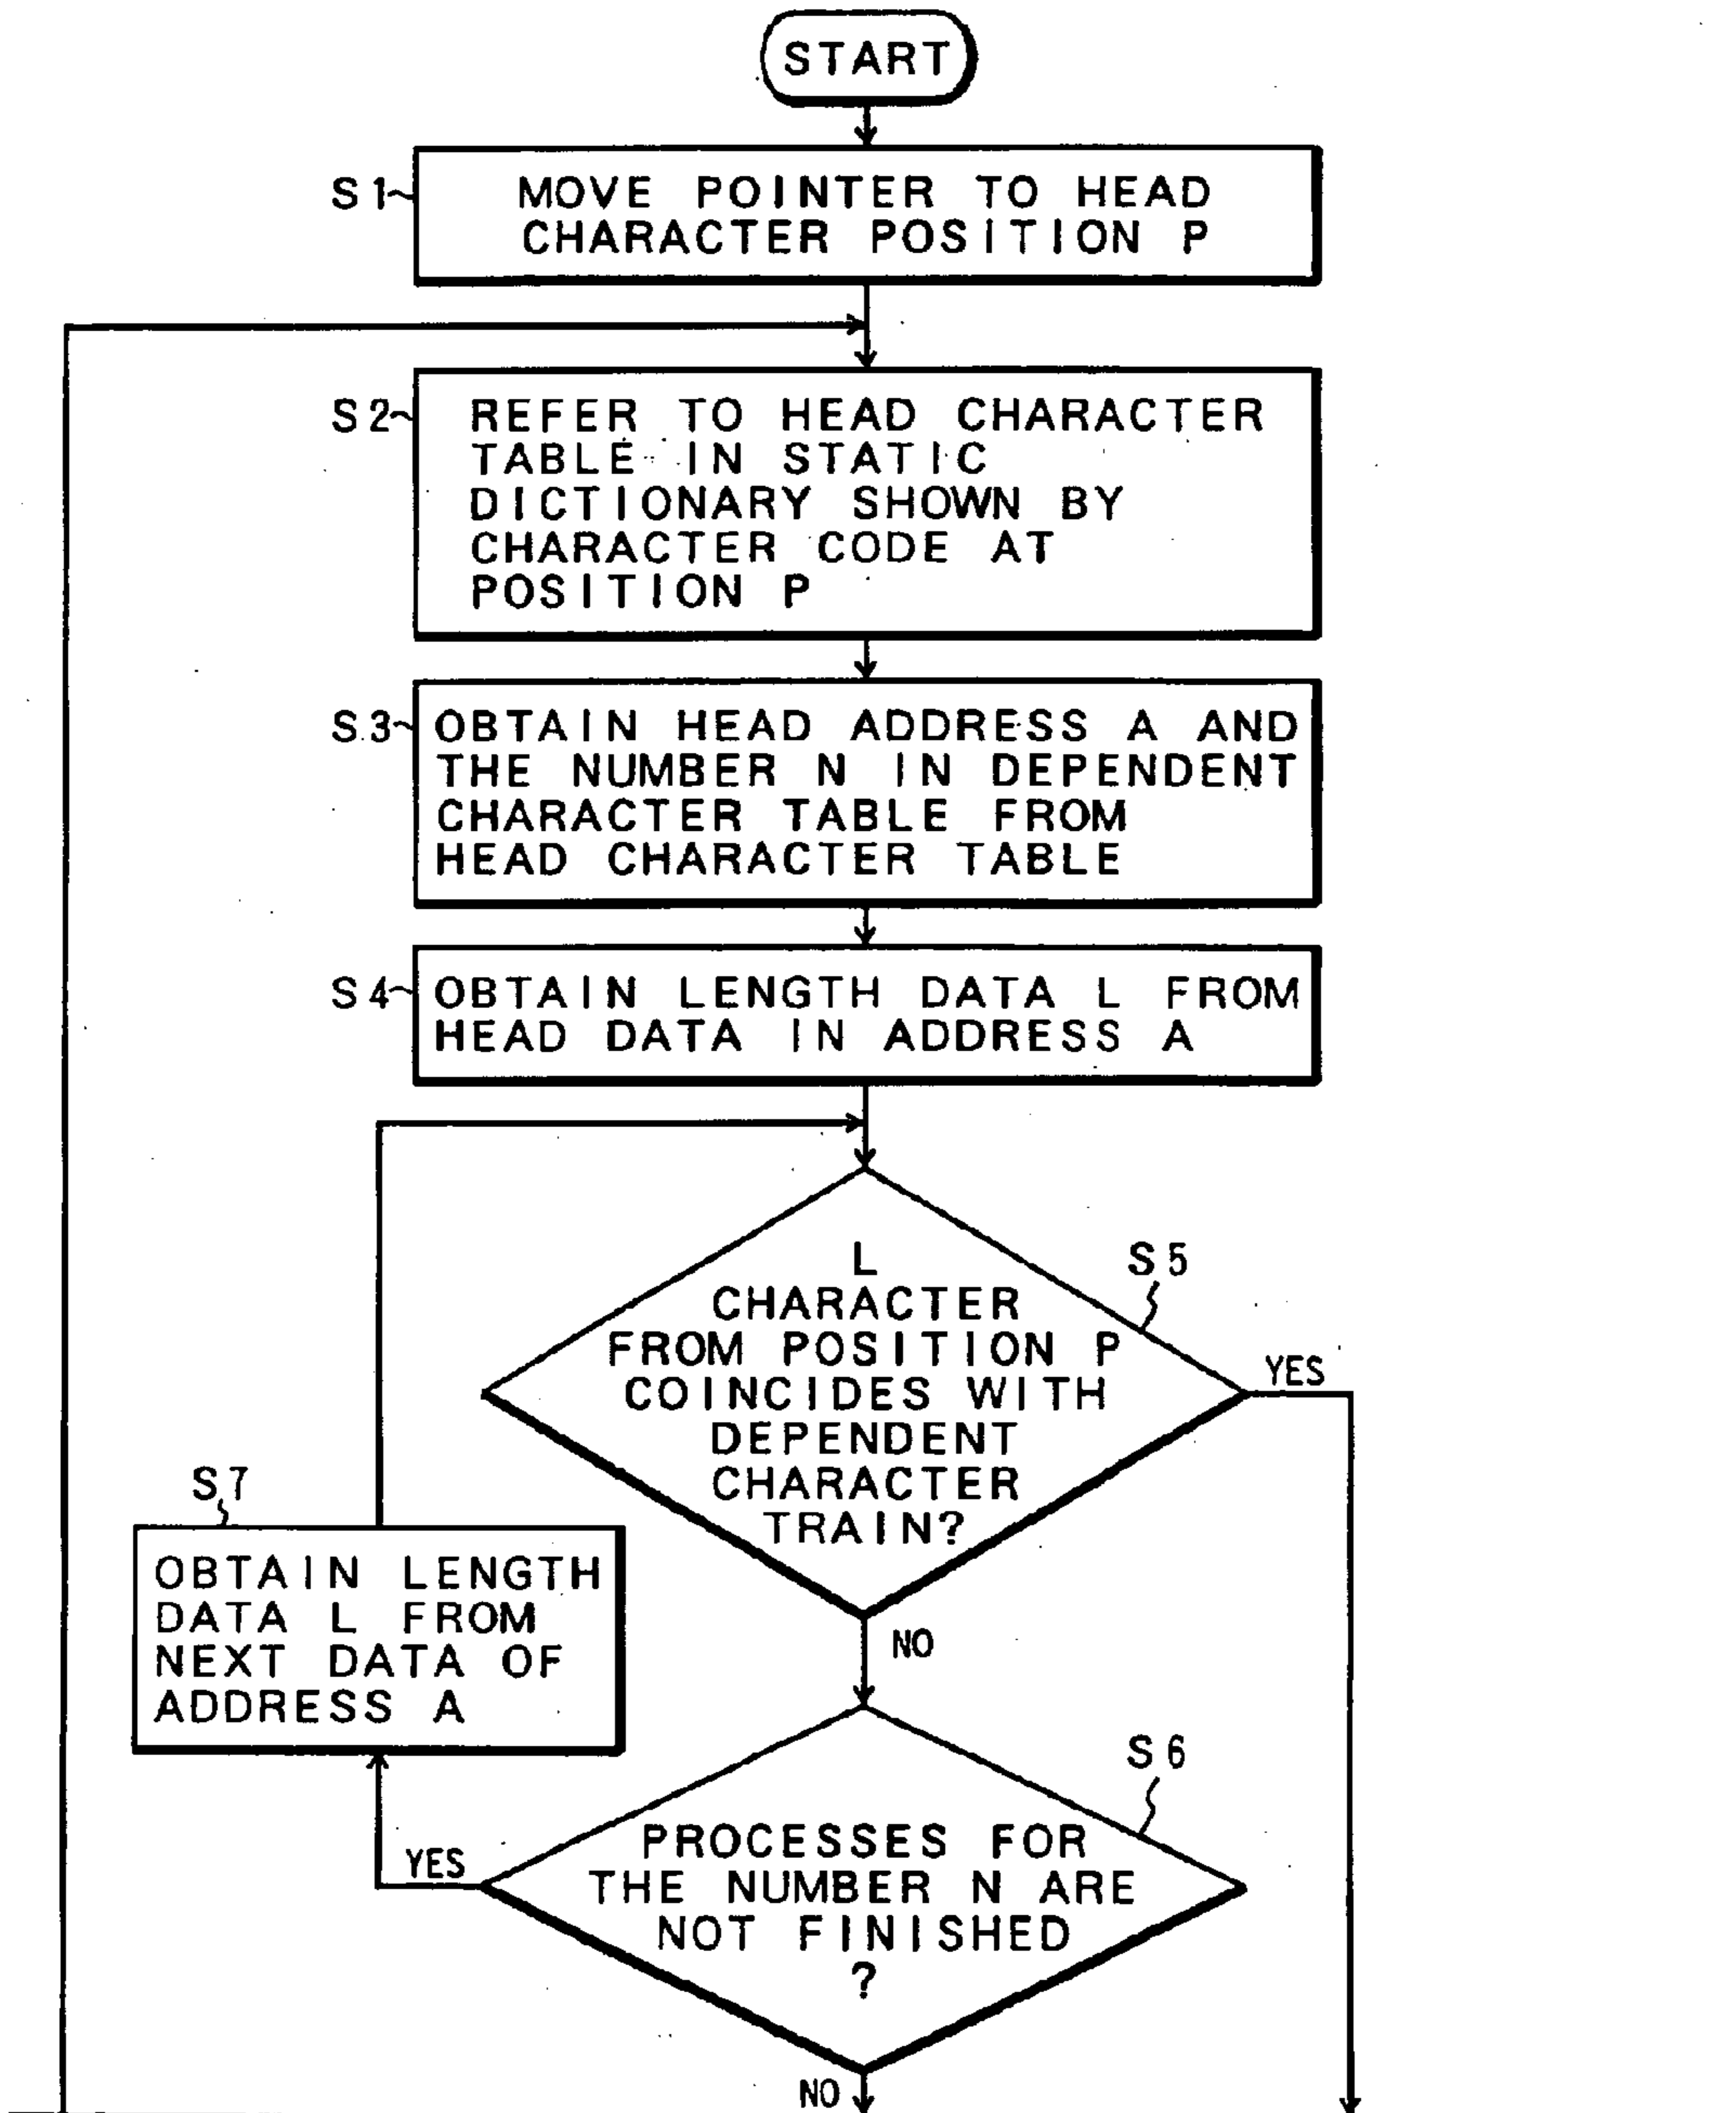 START
S1
MOVE POINTER TO HEAD
CHARACTER POSITION P
S2
REFER TO HEAD CHARACTER
TABLE IN STATIC
DICTIONARY SHOWN BY
CHARACTER CODE AT
POSITION P
S3
OBTAIN HEAD ADDRESS A AND
THE NUMBER N IN DEPENDENT
CHARACTER TABLE FROM
HEAD CHARACTER TABLE
S4
OBTAIN LENGTH DATA L FROM
HEAD DATA IN ADDRESS A
S5
L
CHARACTER
FROM POSITION P
COINCIDES WITH
DEPENDENT
CHARACTER
TRAIN?
YES
NO
S7
OBTAIN LENGTH
DATA L FROM
NEXT DATA OF
ADDRESS A
S6
PROCESSES FOR
THE NUMBER N ARE
NOT FINISHED
?
YES
NO